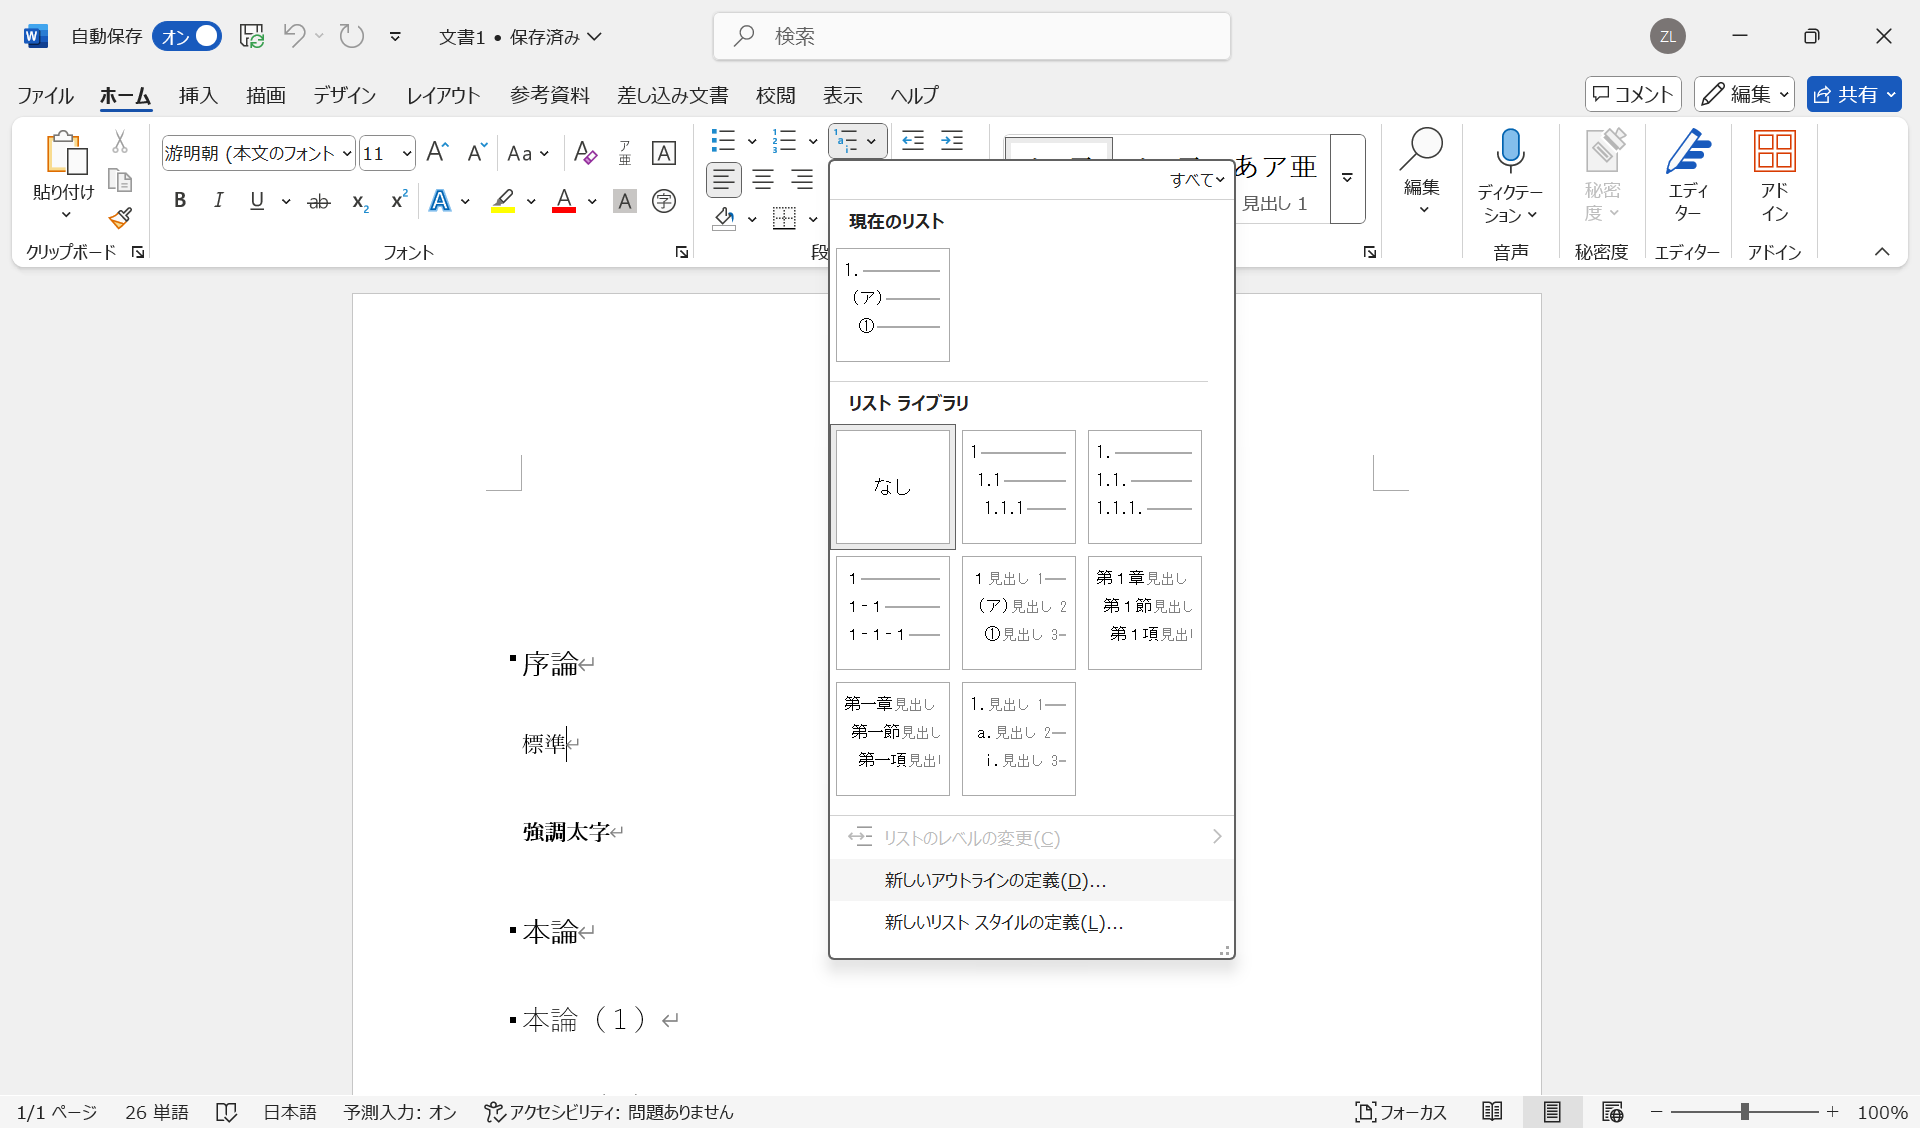 自動保存 オン 文書1 • 保存済み 検索 ZL
ファイル ホーム 挿入 描画 デザイン レイアウト 参考資料 差し込み文書 校閲 表示 ヘルプ コメント 編集 共有
貼り付け
クリップボード
游明朝 (本文のフォント 11 Aa ア亜 A
B I U ab x₂ x² A A A 字
フォント
段
あア亜
見出し 1
編集
ディクテーション
音声
秘密度
秘密度
エディター
エディター
アドイン
アドイン
すべて
現在のリスト
1.
(ア)
①
リスト ライブラリ
なし
1
1.1
1.1.1
1.
1.1.
1.1.1.
1
1-1
1-1-1
1 見出し 1
(ア)見出し 2
①見出し 3
第1章見出し
第1節見出し
第1項見出し
第一章見出し
第一節見出し
第一項見出し
1.見出し 1
a.見出し 2
i.見出し 3
リストのレベルの変更(C)
新しいアウトラインの定義(D)...
新しいリスト スタイルの定義(L)...
序論
標準
強調太字
本論
本論（１）
1/1 ページ 26 単語 日本語 予測入力: オン アクセシビリティ: 問題ありません フォーカス 100%